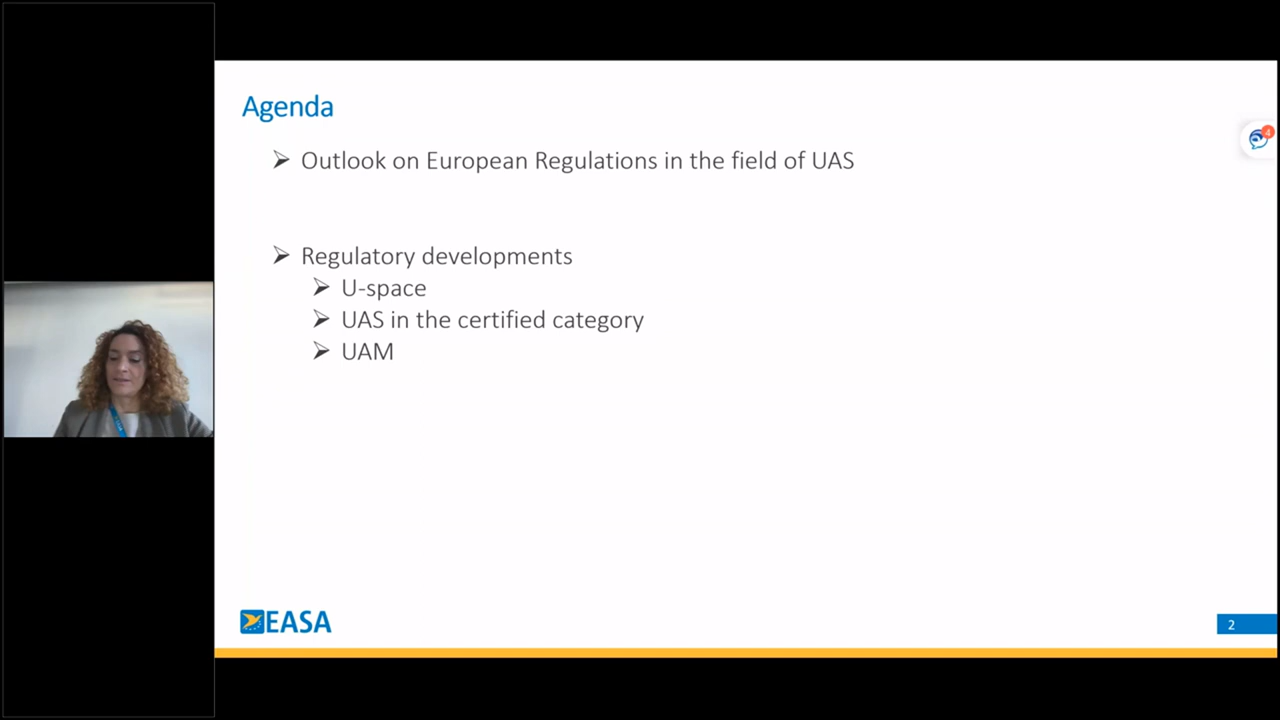 Agenda
Outlook on European Regulations in the field of UAS
Regulatory developments
U-space
UAS in the certified category
UAM
EASA
2
4